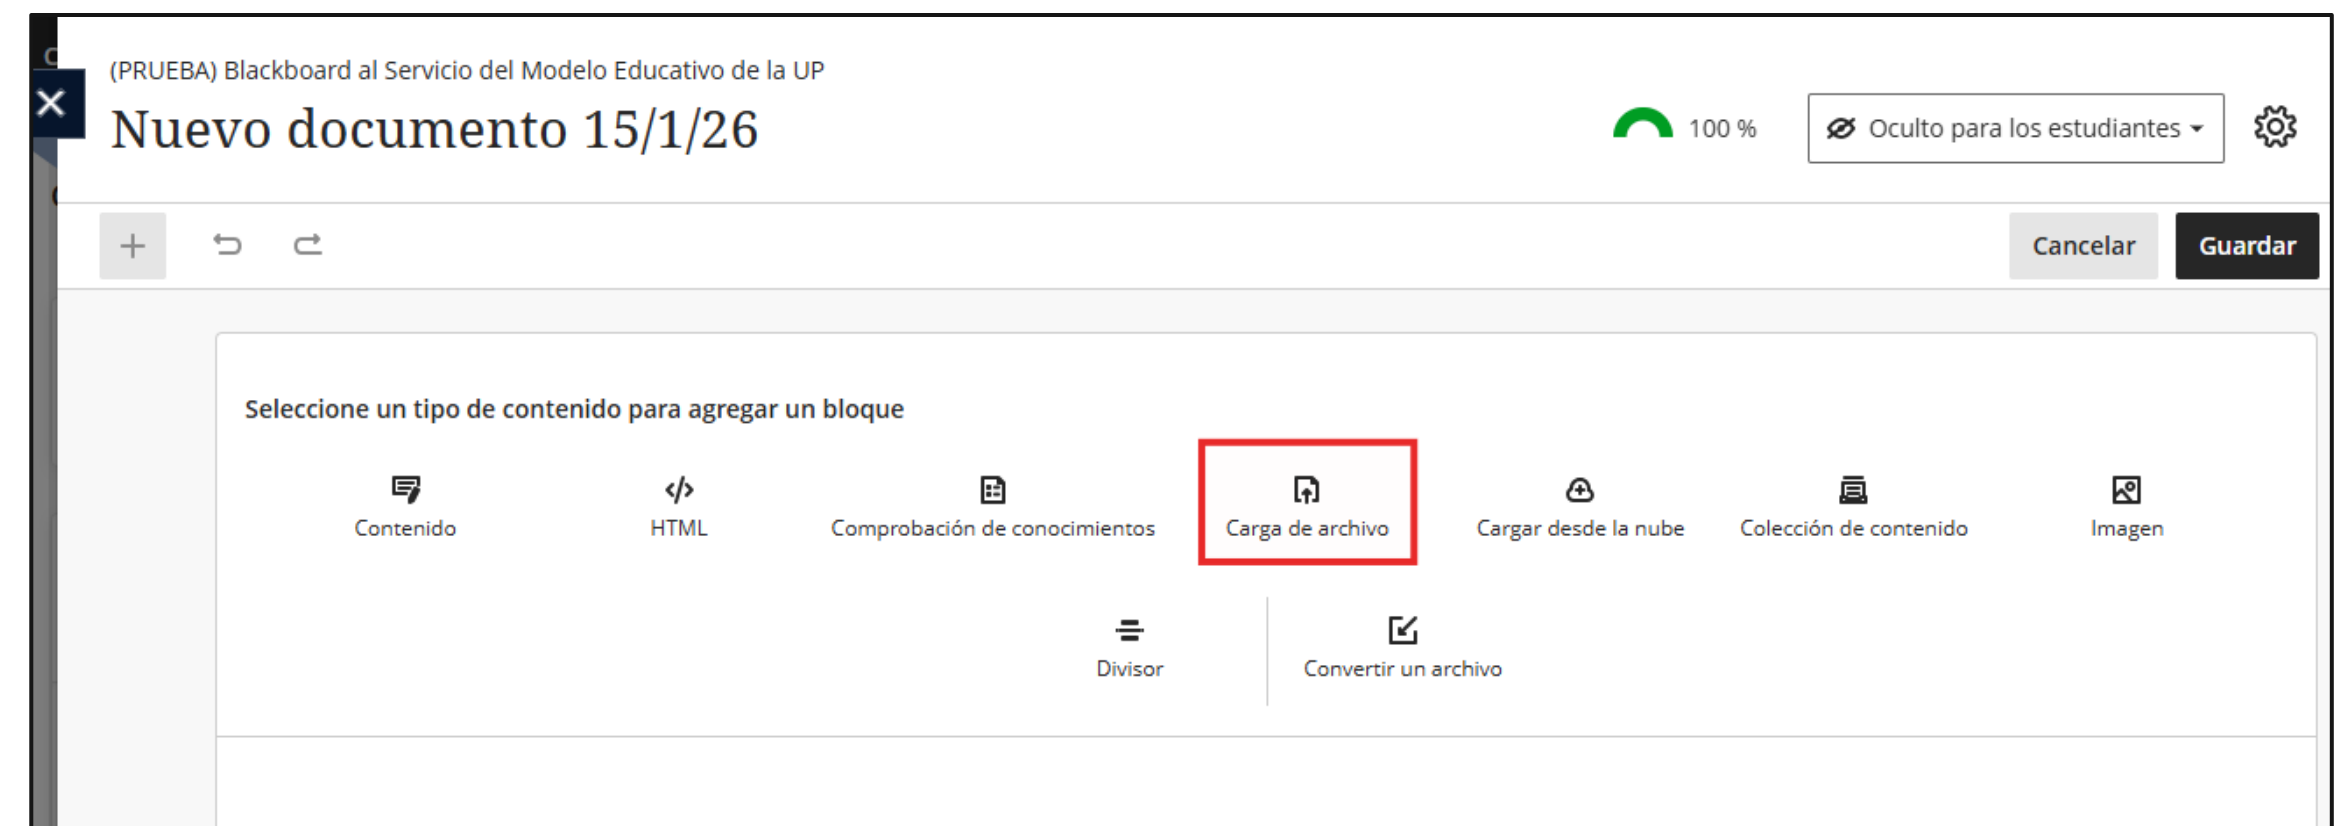 (PRUEBA) Blackboard al Servicio del Modelo Educativo de la UP
Nuevo documento 15/1/26
100 %
Oculto para los estudiantes
Cancelar
Guardar
Seleccione un tipo de contenido para agregar un bloque
Contenido
HTML
Comprobación de conocimientos
Carga de archivo
Cargar desde la nube
Colección de contenido
Imagen
Divisor
Convertir un archivo